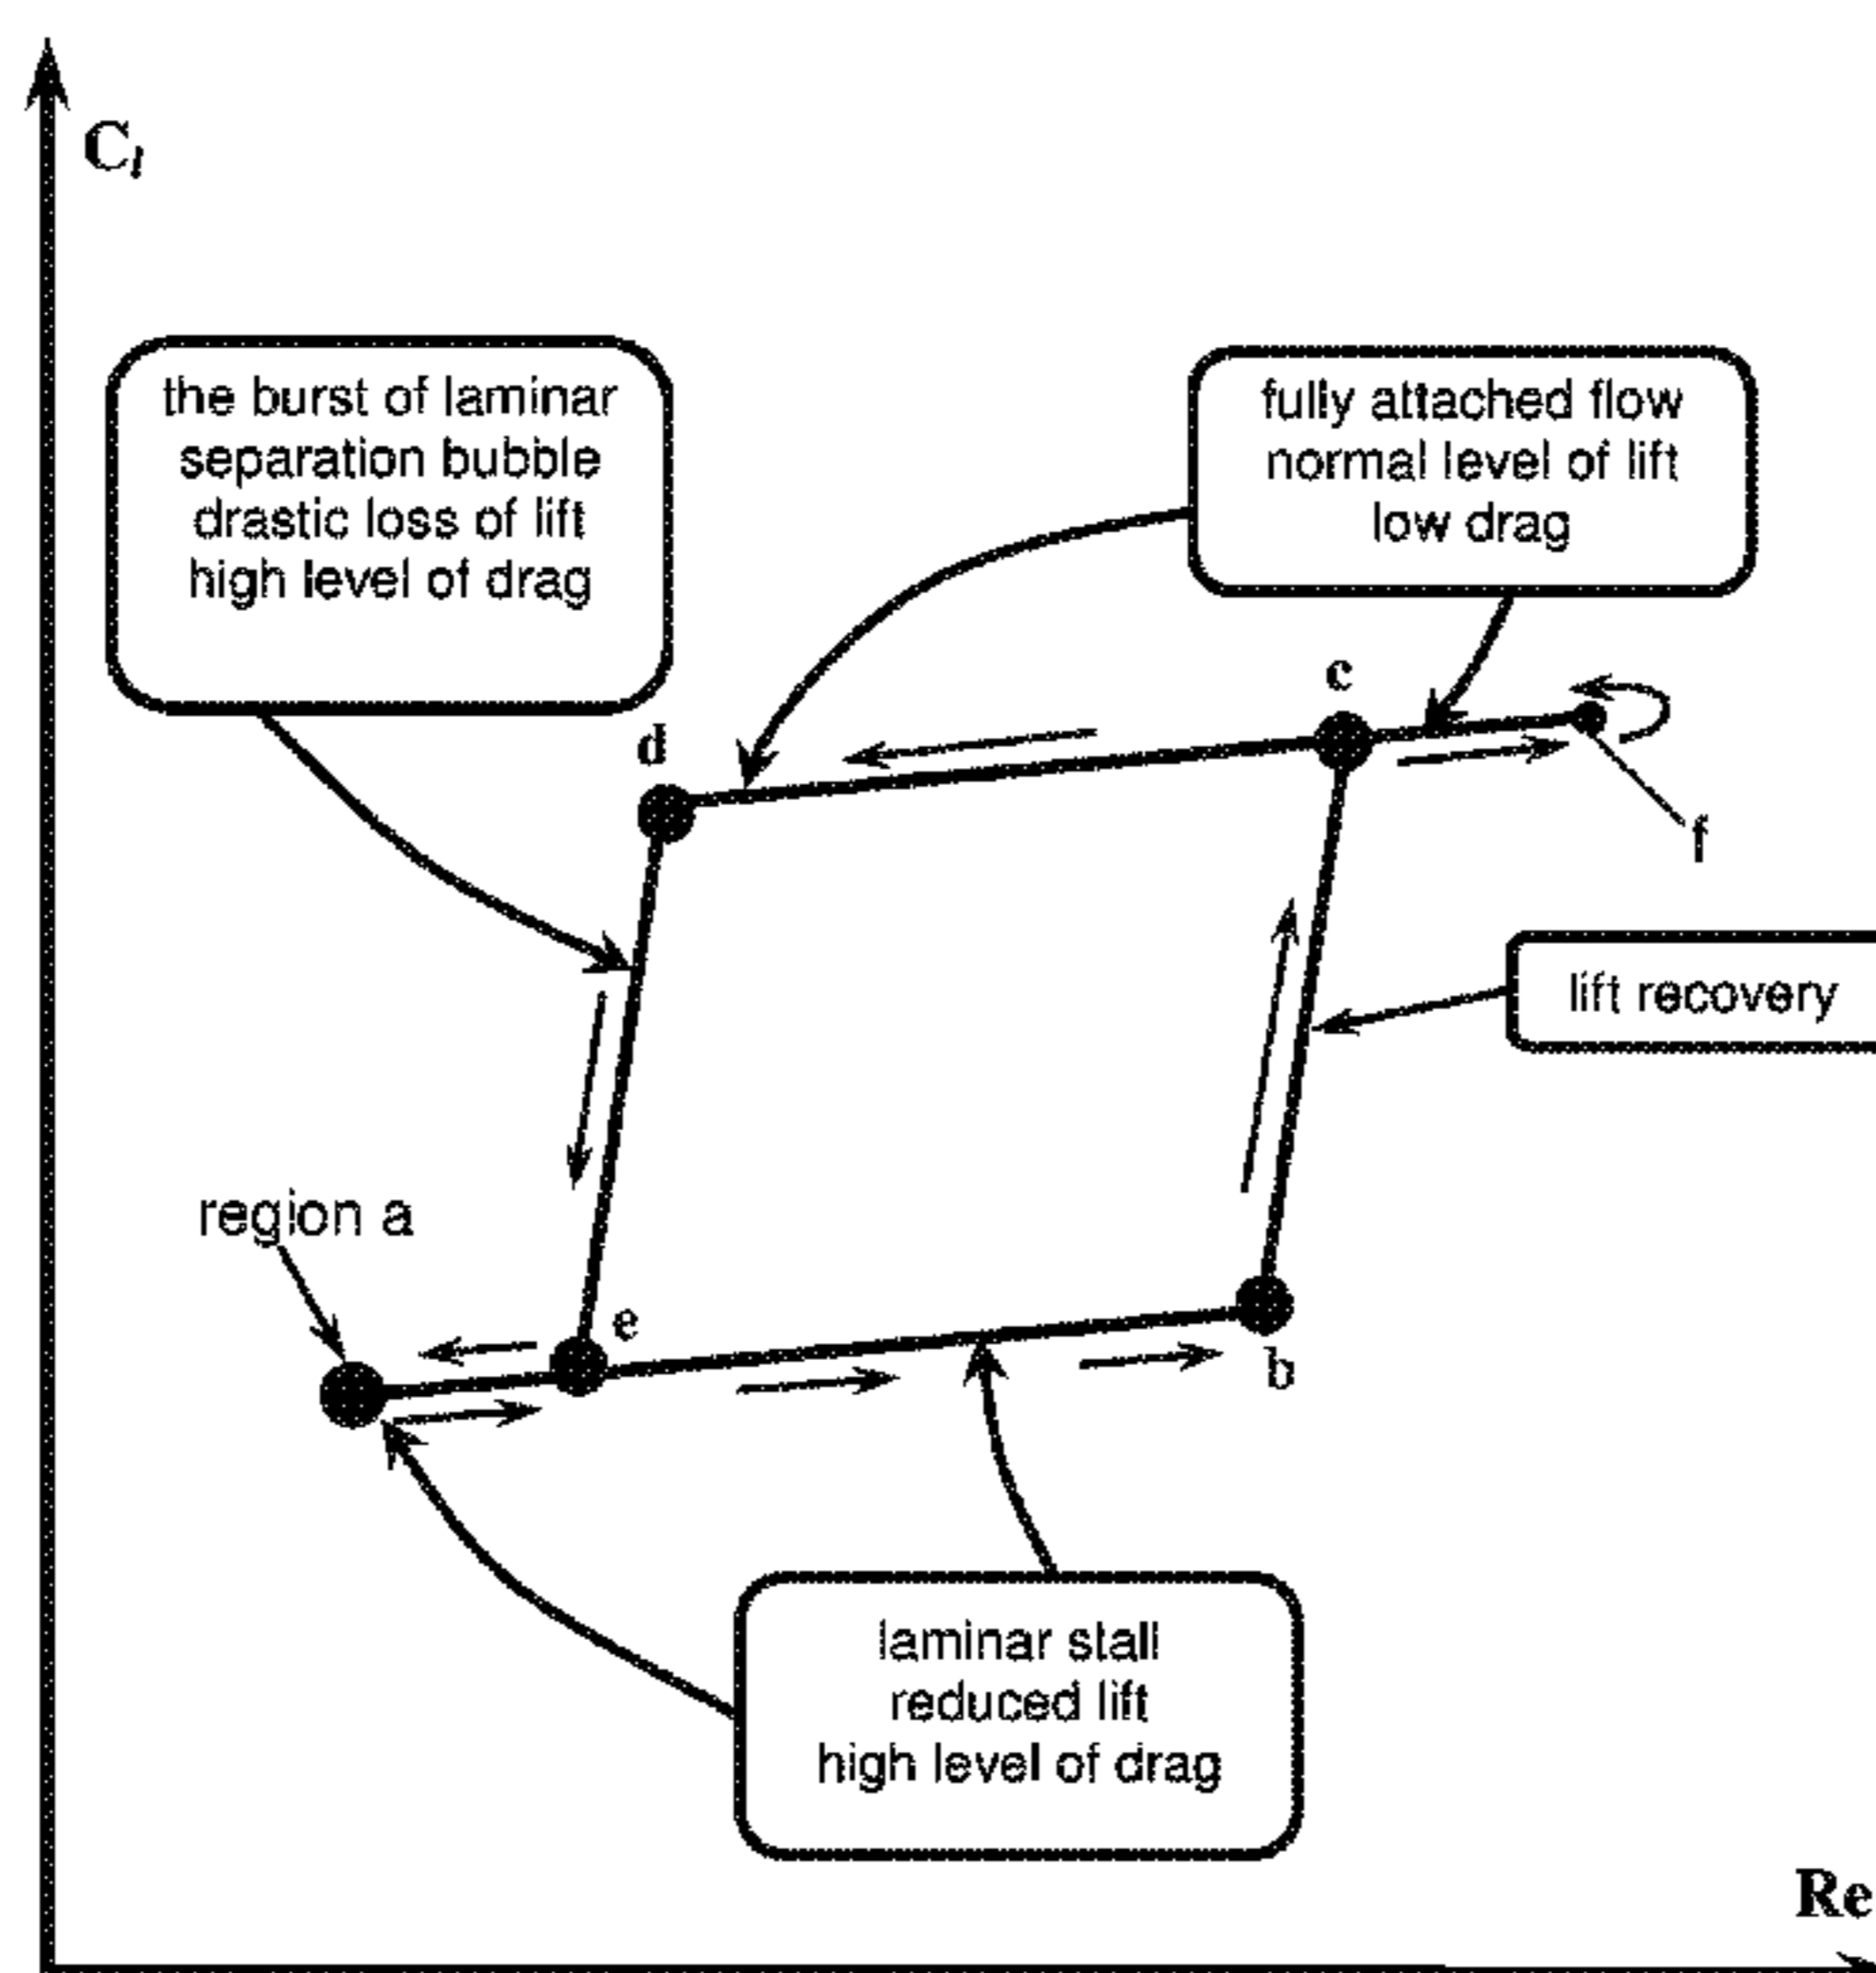 Cl
the burst of laminar
separation bubble
drastic loss of lift
high level of drag
fully attached flow
normal level of lift
low drag
c
d
f
lift recovery
region a
e
b
laminar stall
reduced lift
high level of drag
Re